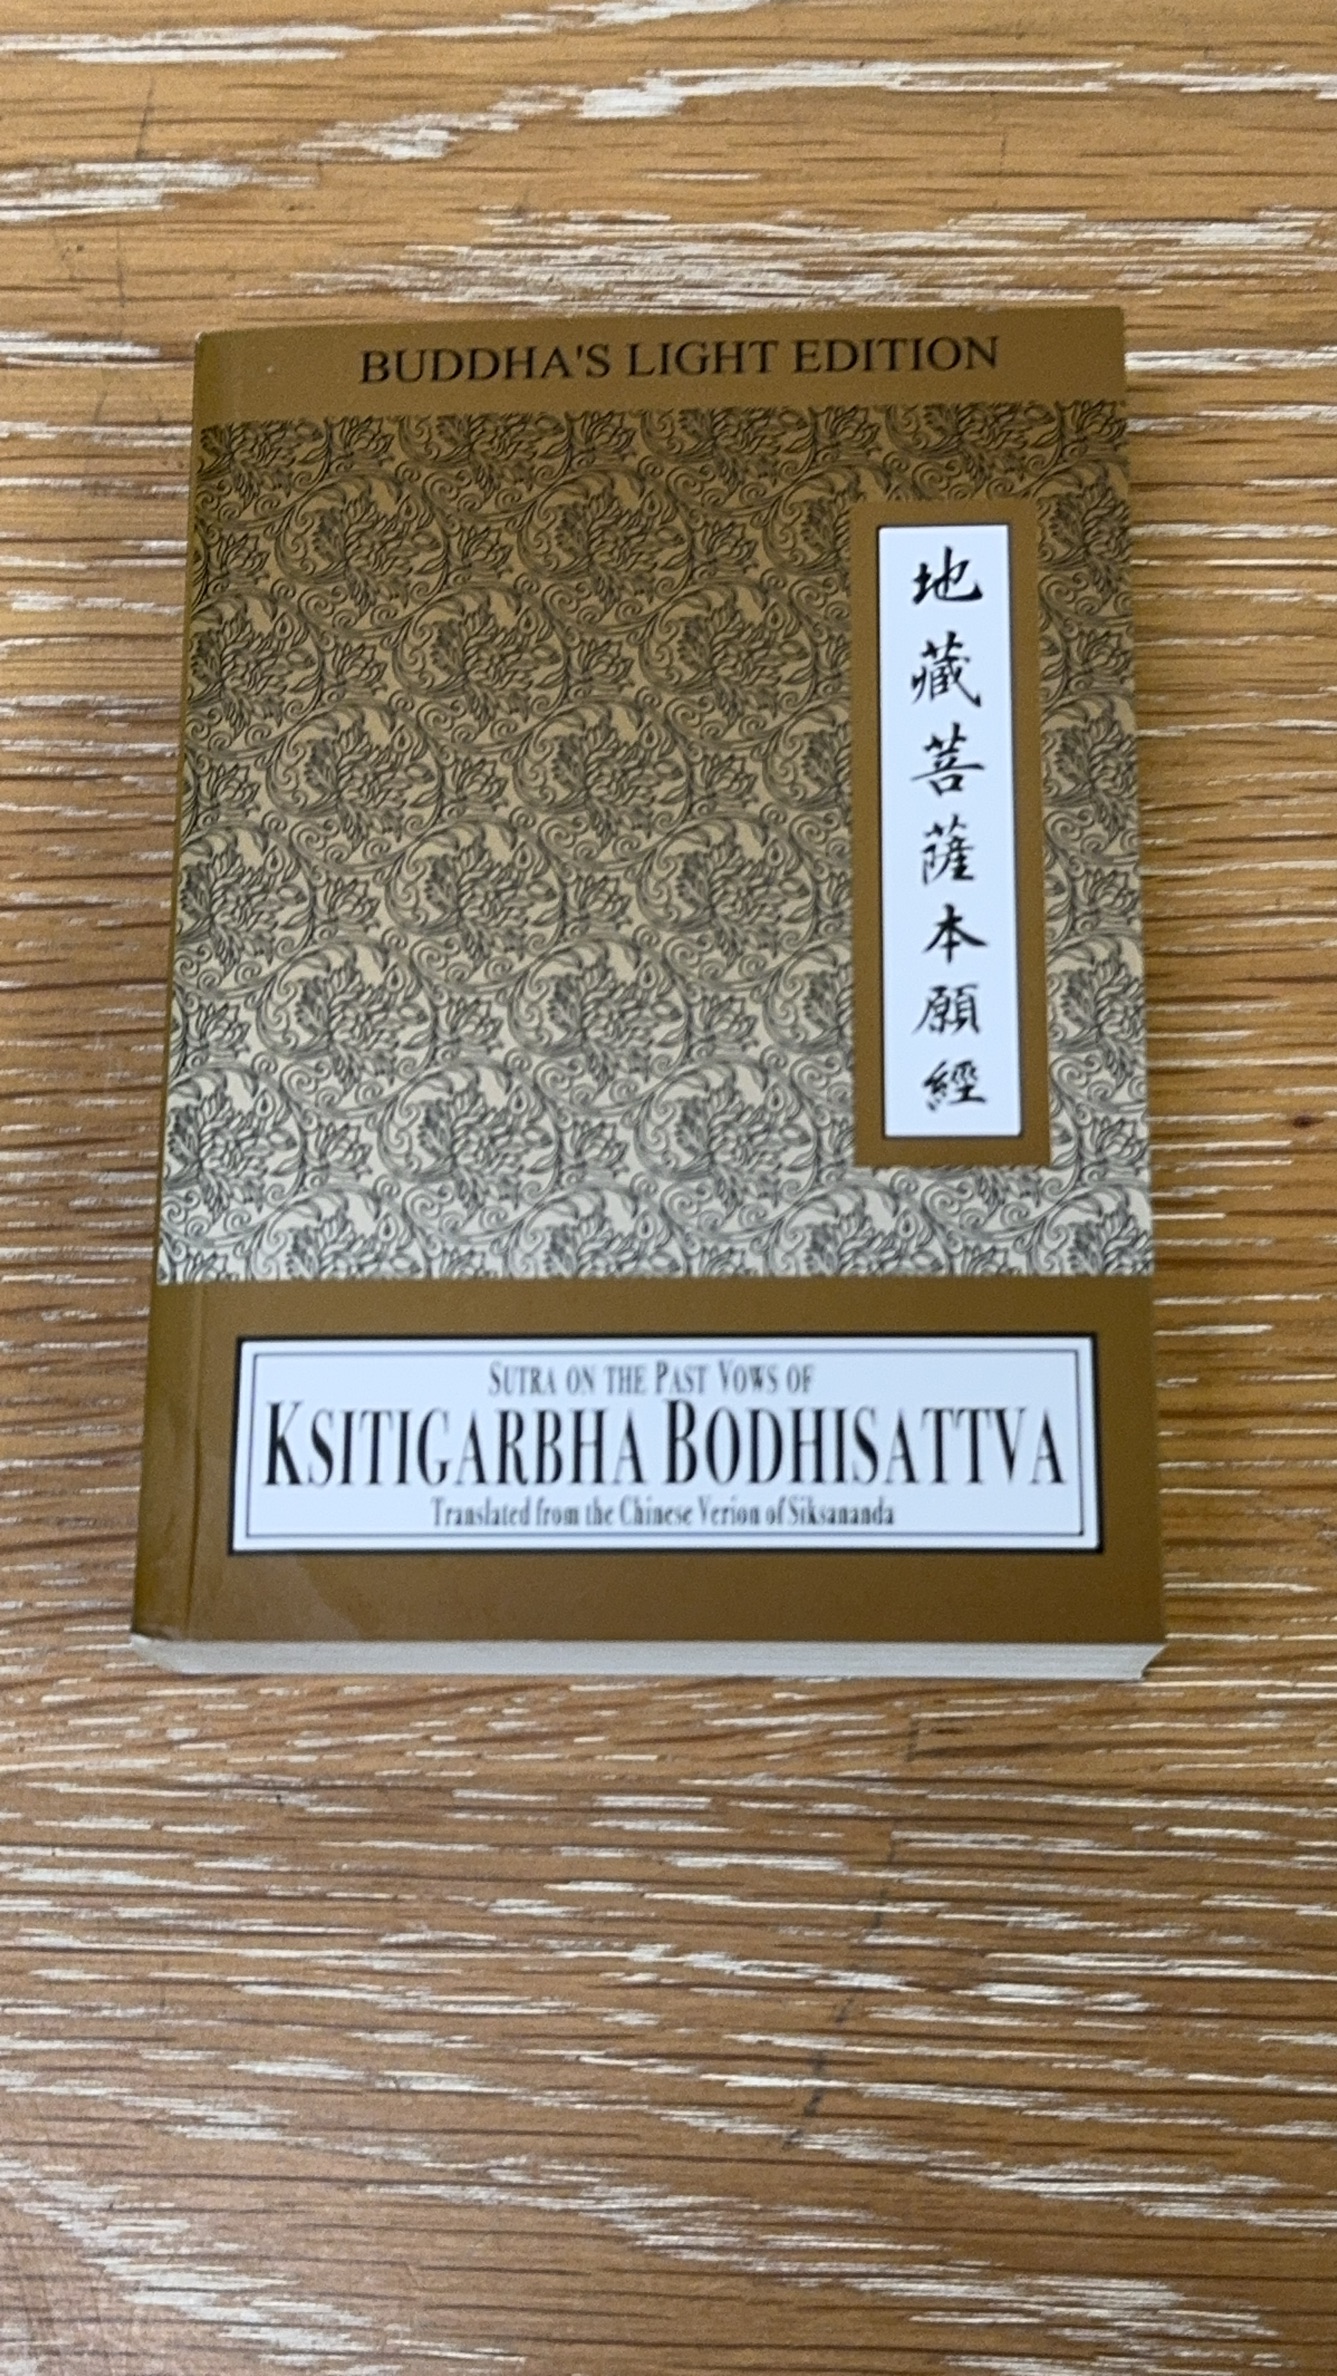 BUDDHA'S LIGHT EDITION
地藏菩薩本願經
SUTRA ON THE PAST VOWS OF
KSITIGARBHA BODHISATTVA
Translated from the Chinese Verion of Siksananda